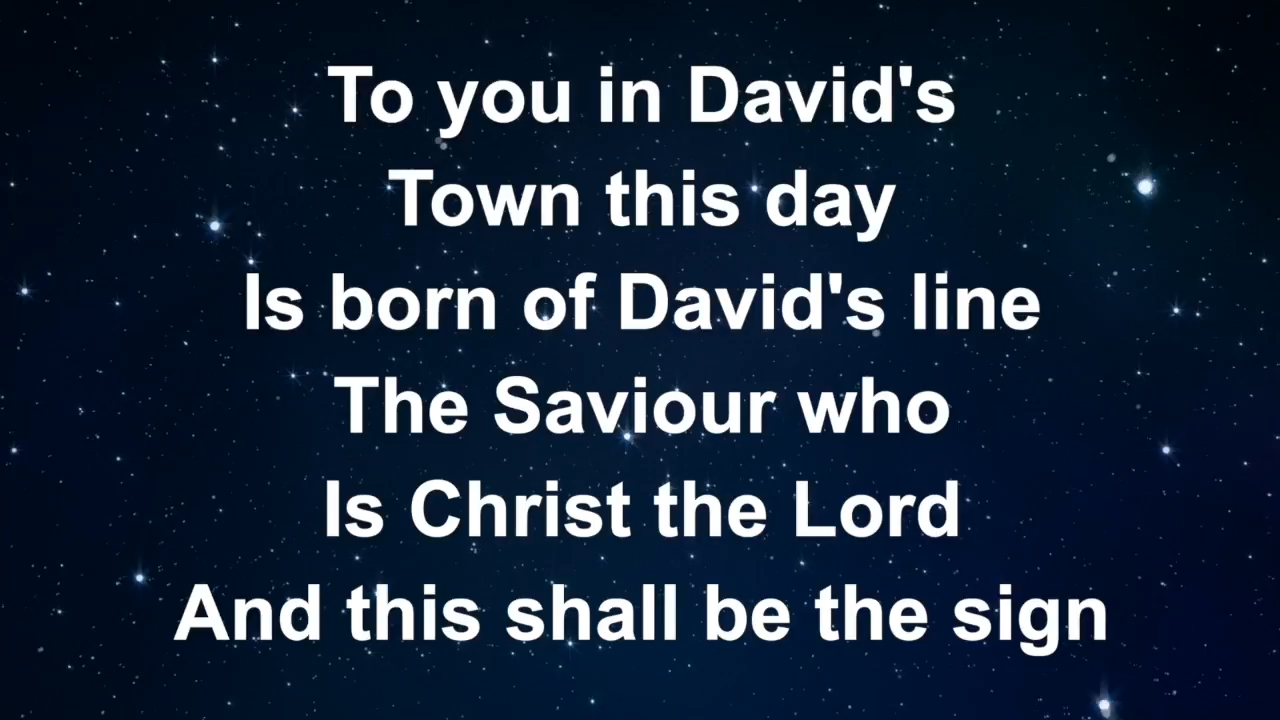 To you in David's
Town this day
Is born of David's line
The Saviour who
Is Christ the Lord
And this shall be the sign